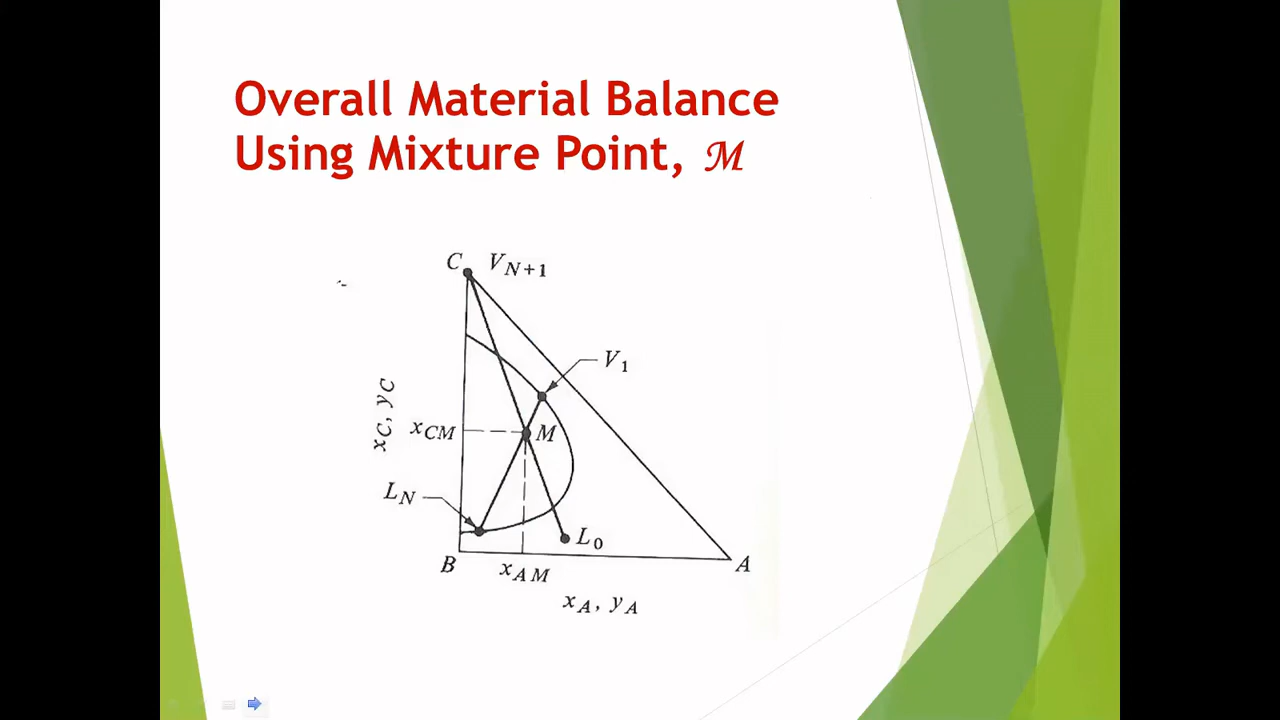 Overall Material Balance
Using Mixture Point, ℳ
C
V_{N+1}
V_1
x_C, y_C
x_{CM}
M
L_N
L_0
B
x_{AM}
A
x_A, y_A